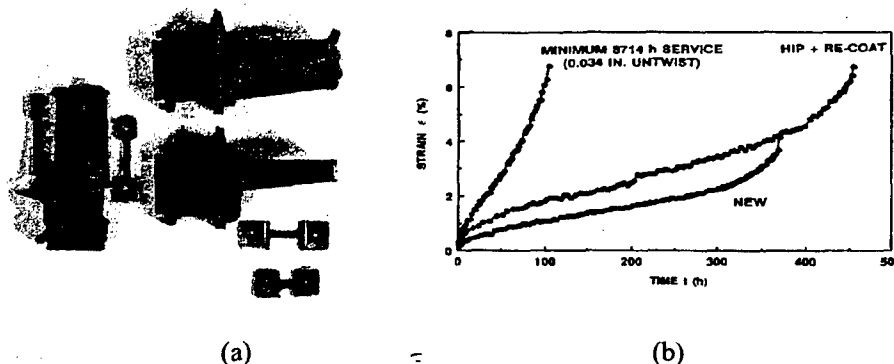 8
MINIMUM 8714 h SERVICE
(0.034 IN. UNTWIST)
HIP + RE-COAT
6
STRAIN ε (%)
4
2
NEW
0
0 100 200 300 400 50
TIME t (h)
(a) (b)